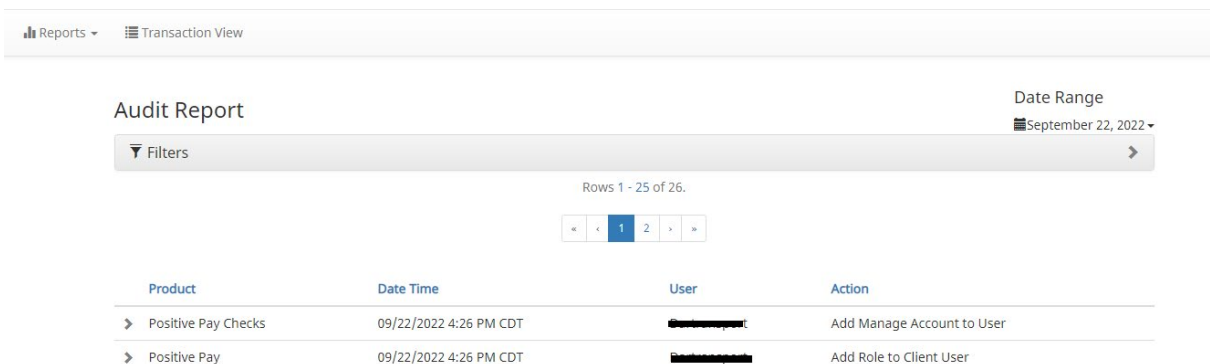 Reports Transaction View
Audit Report
Date Range
September 22, 2022
Filters
Rows 1 - 25 of 26.
« ‹ 1 2 › »
Product Date Time User Action
Positive Pay Checks 09/22/2022 4:26 PM CDT Add Manage Account to User
Positive Pay 09/22/2022 4:26 PM CDT Add Role to Client User